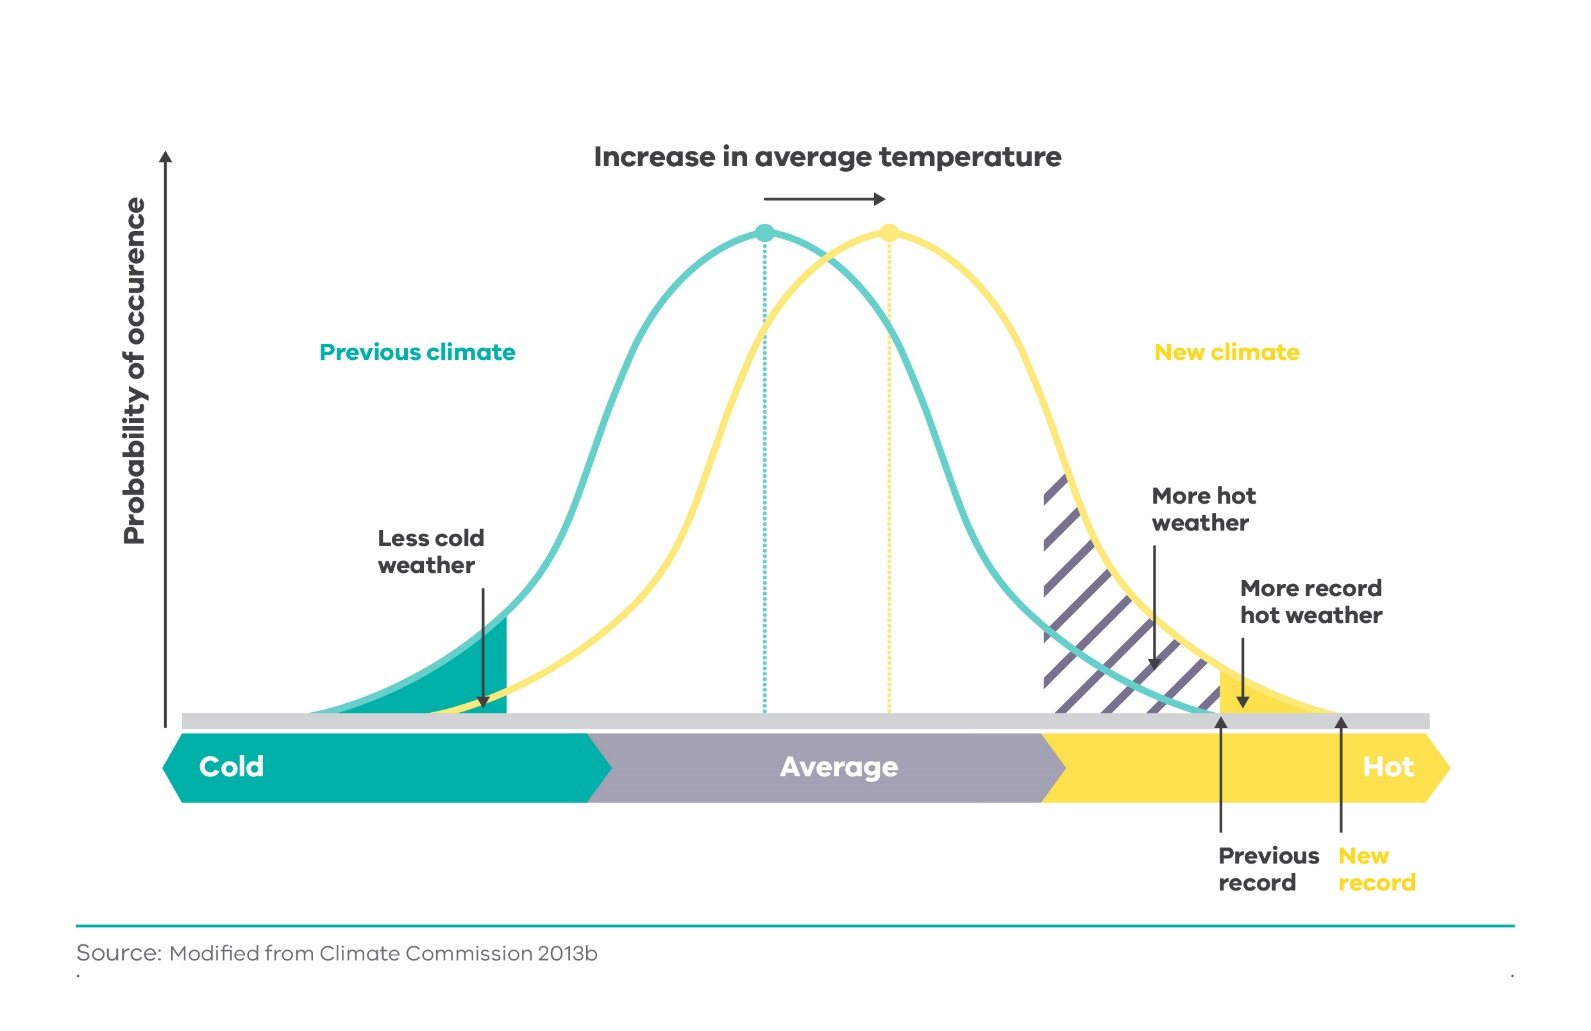 Increase in average temperature
Probability of occurence
Previous climate
New climate
Less cold
weather
More hot
weather
More record
hot weather
Cold
Average
Hot
Previous
record
New
record
Source: Modified from Climate Commission 2013b